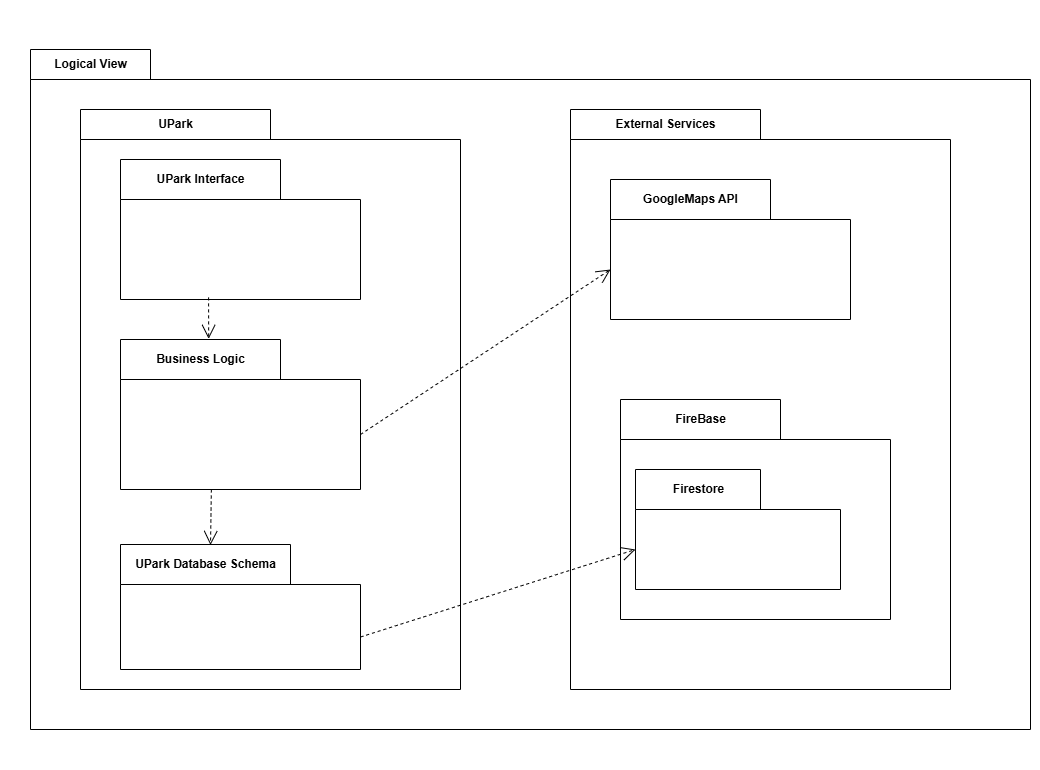 Logical View
UPark
External Services
UPark Interface
GoogleMaps API
Business Logic
FireBase
Firestore
UPark Database Schema